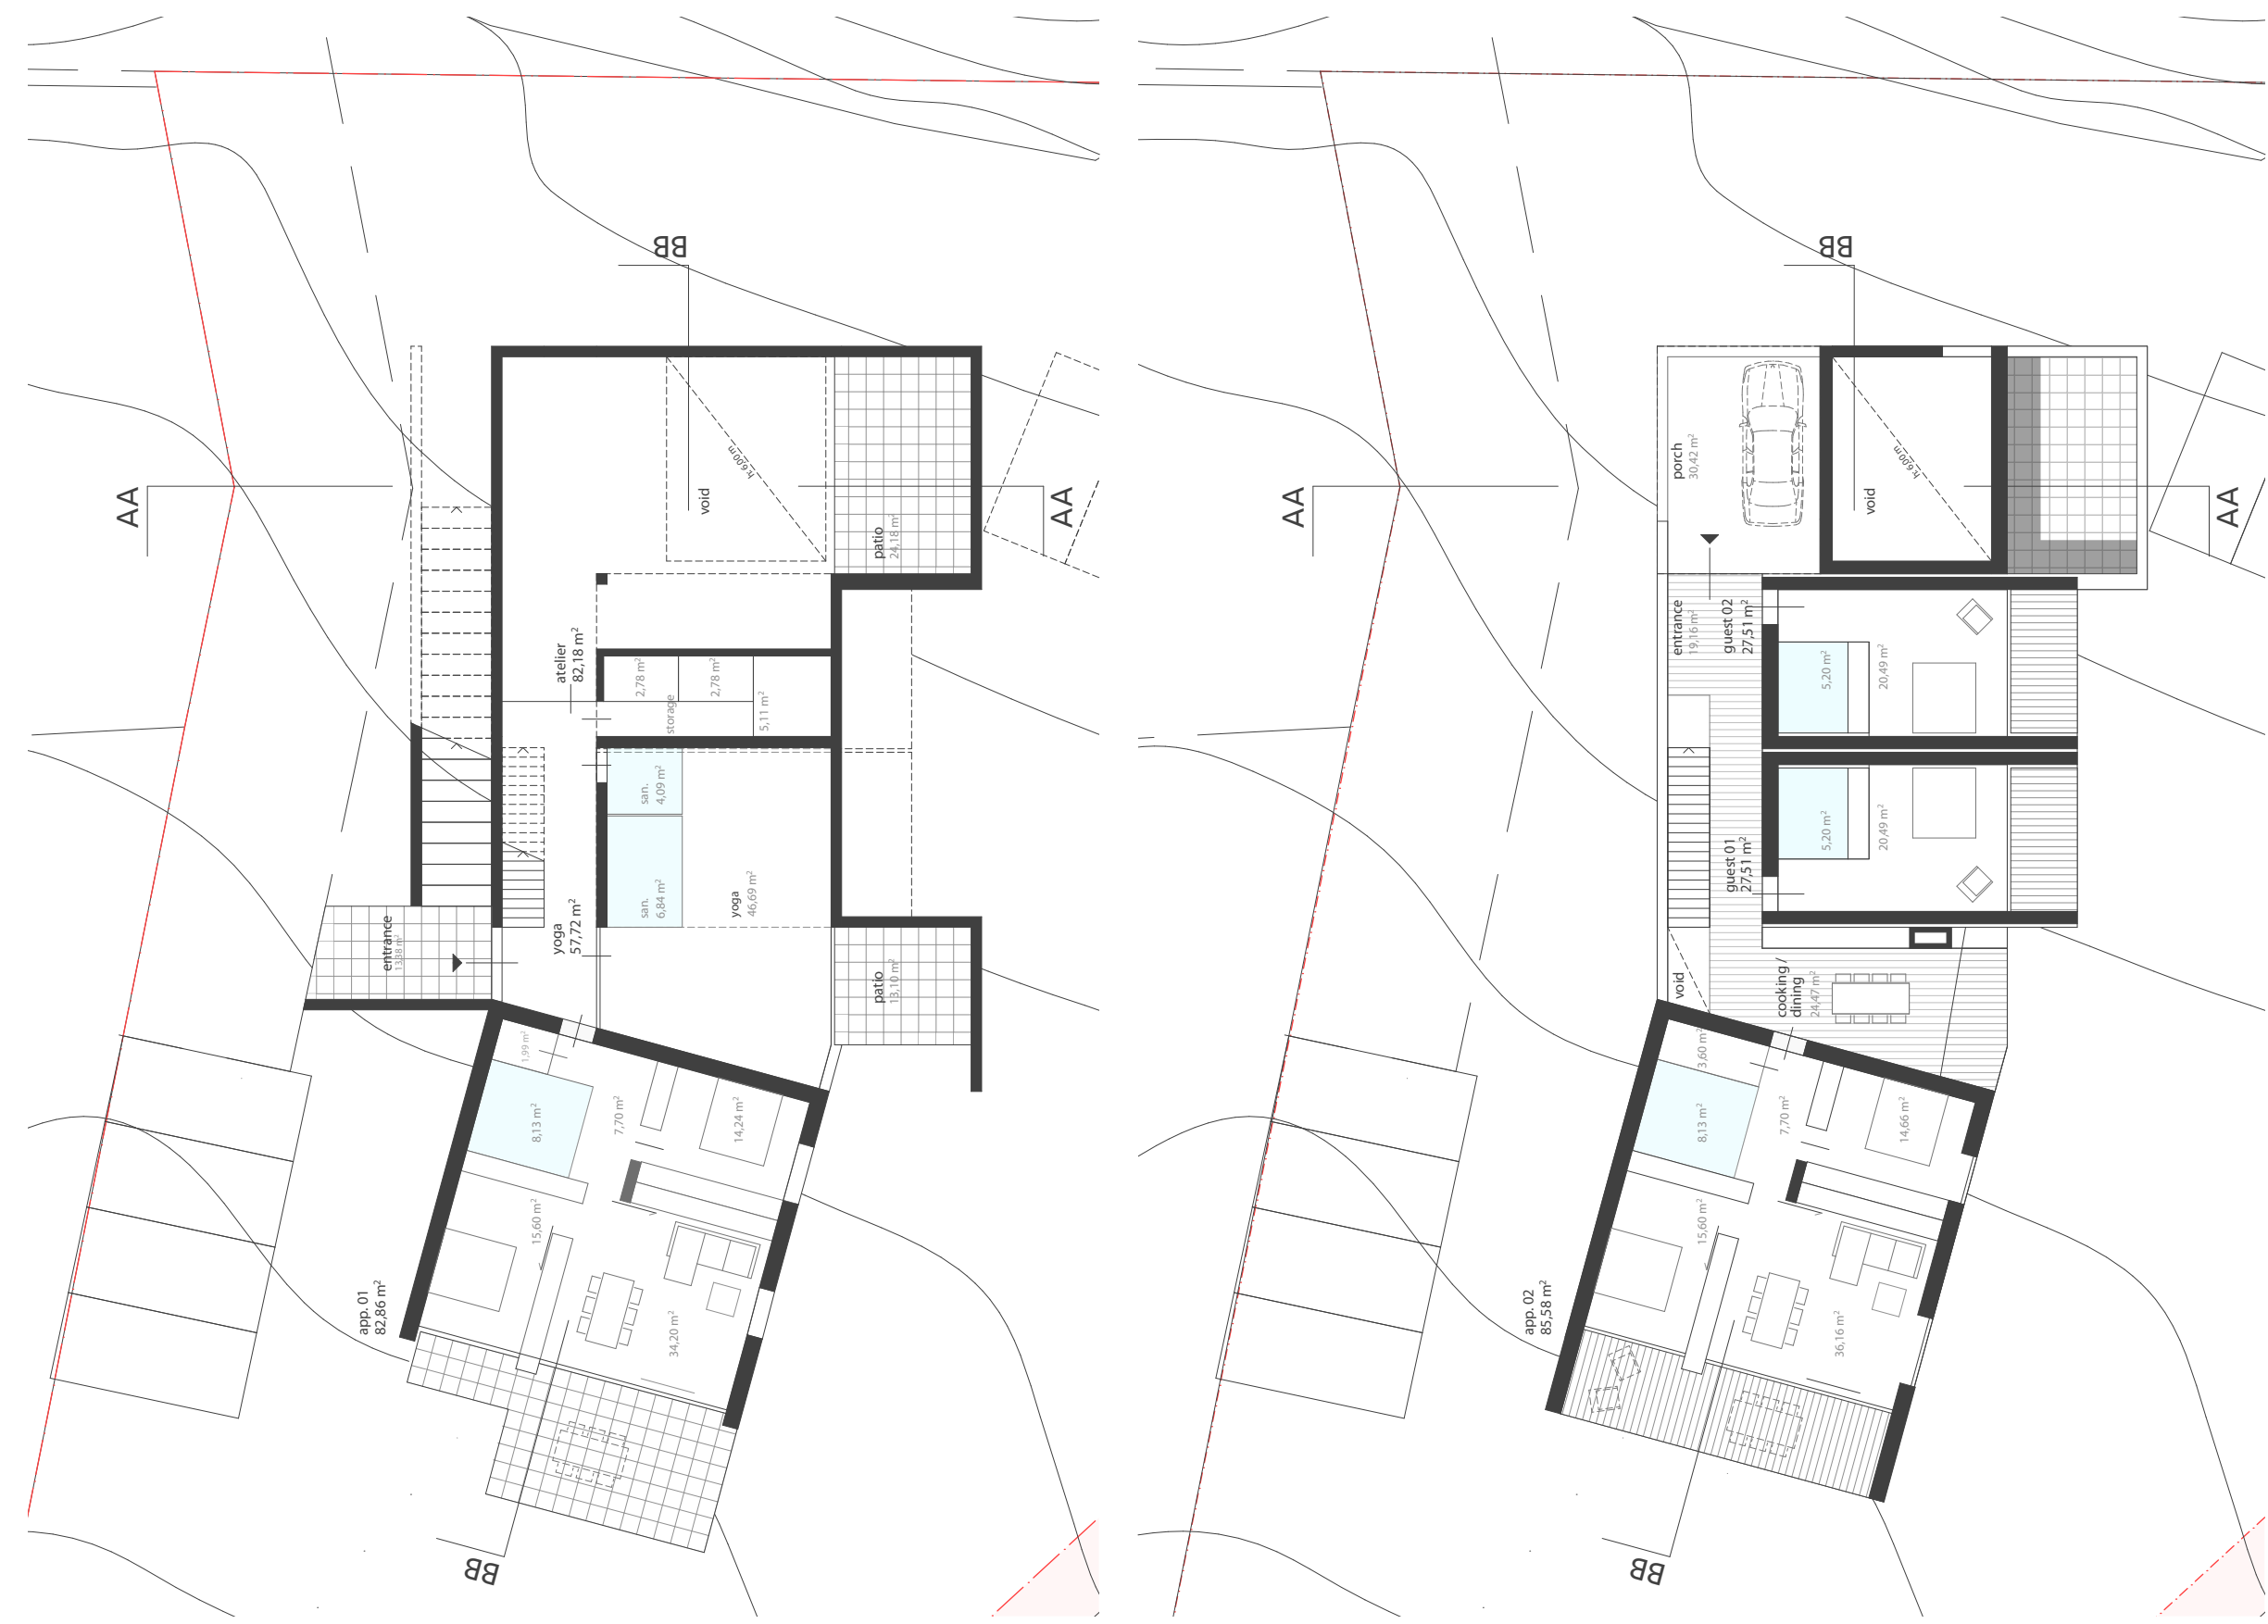 BB
AA
AA
void
h: 6,00 m
patio
24,18 m²
atelier
82,18 m²
2,78 m²
2,78 m²
storage
5,11 m²
san.
4,09 m²
san.
6,84 m²
yoga
46,69 m²
yoga
57,72 m²
entrance
13,38 m²
patio
13,10 m²
1,99 m²
8,13 m²
7,70 m²
14,24 m²
15,60 m²
34,20 m²
app. 01
82,86 m²
BB
BB
AA
AA
porch
30,42 m²
void
h: 6,00 m
entrance
19,16 m²
guest 02
27,51 m²
5,20 m²
20,49 m²
guest 01
27,51 m²
5,20 m²
20,49 m²
void
cooking /
dining
24,47 m²
3,60 m²
8,13 m²
7,70 m²
14,66 m²
15,60 m²
36,16 m²
app. 02
85,58 m²
BB